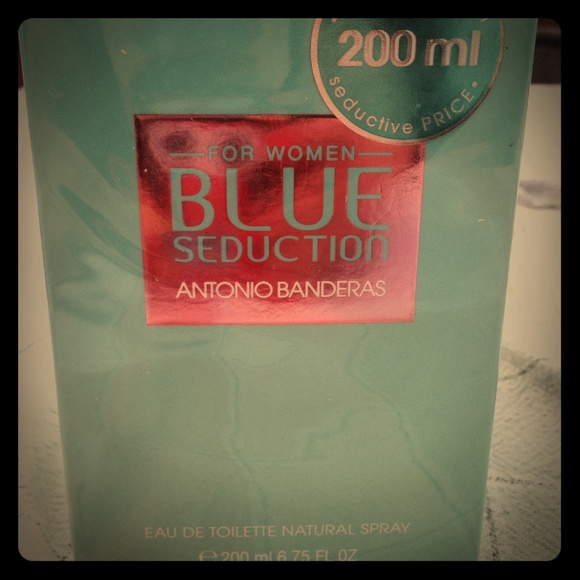 200 ml
seductive PRICE•
FOR WOMEN
BLUE
SEDUCTION
ANTONIO BANDERAS
EAU DE TOILETTE NATURAL SPRAY
℮200 ml 6.75 FL.OZ